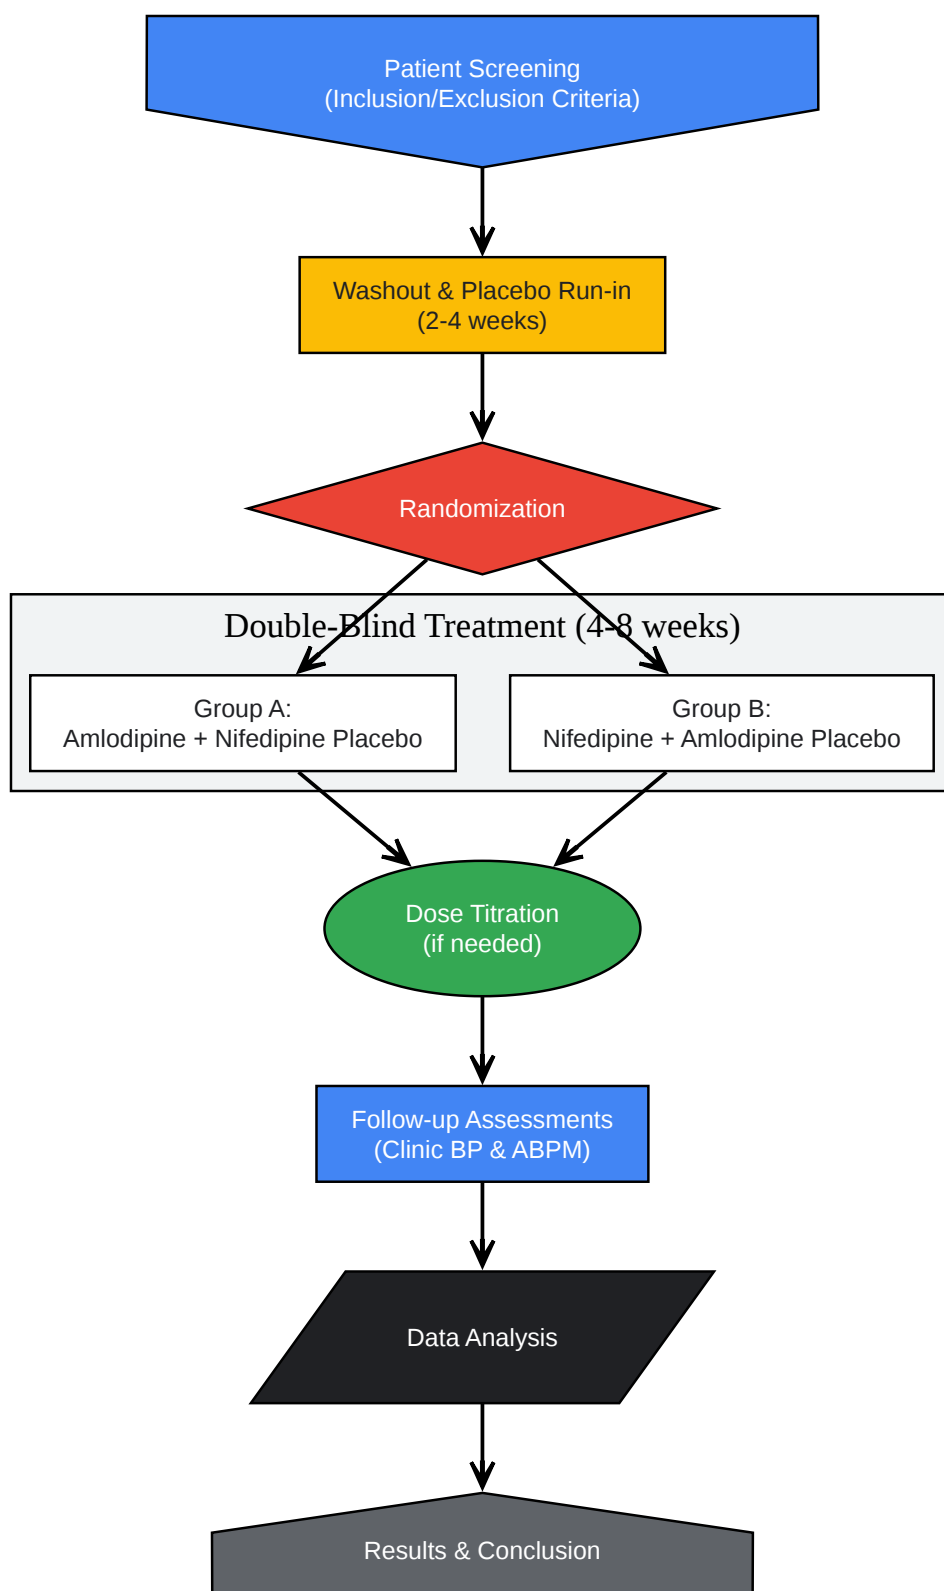 Patient Screening
(Inclusion/Exclusion Criteria)
Washout & Placebo Run-in
(2-4 weeks)
Randomization
Double-Blind Treatment (4-8 weeks)
Group A:
Amlodipine + Nifedipine Placebo
Group B:
Nifedipine + Amlodipine Placebo
Dose Titration
(if needed)
Follow-up Assessments
(Clinic BP & ABPM)
Data Analysis
Results & Conclusion